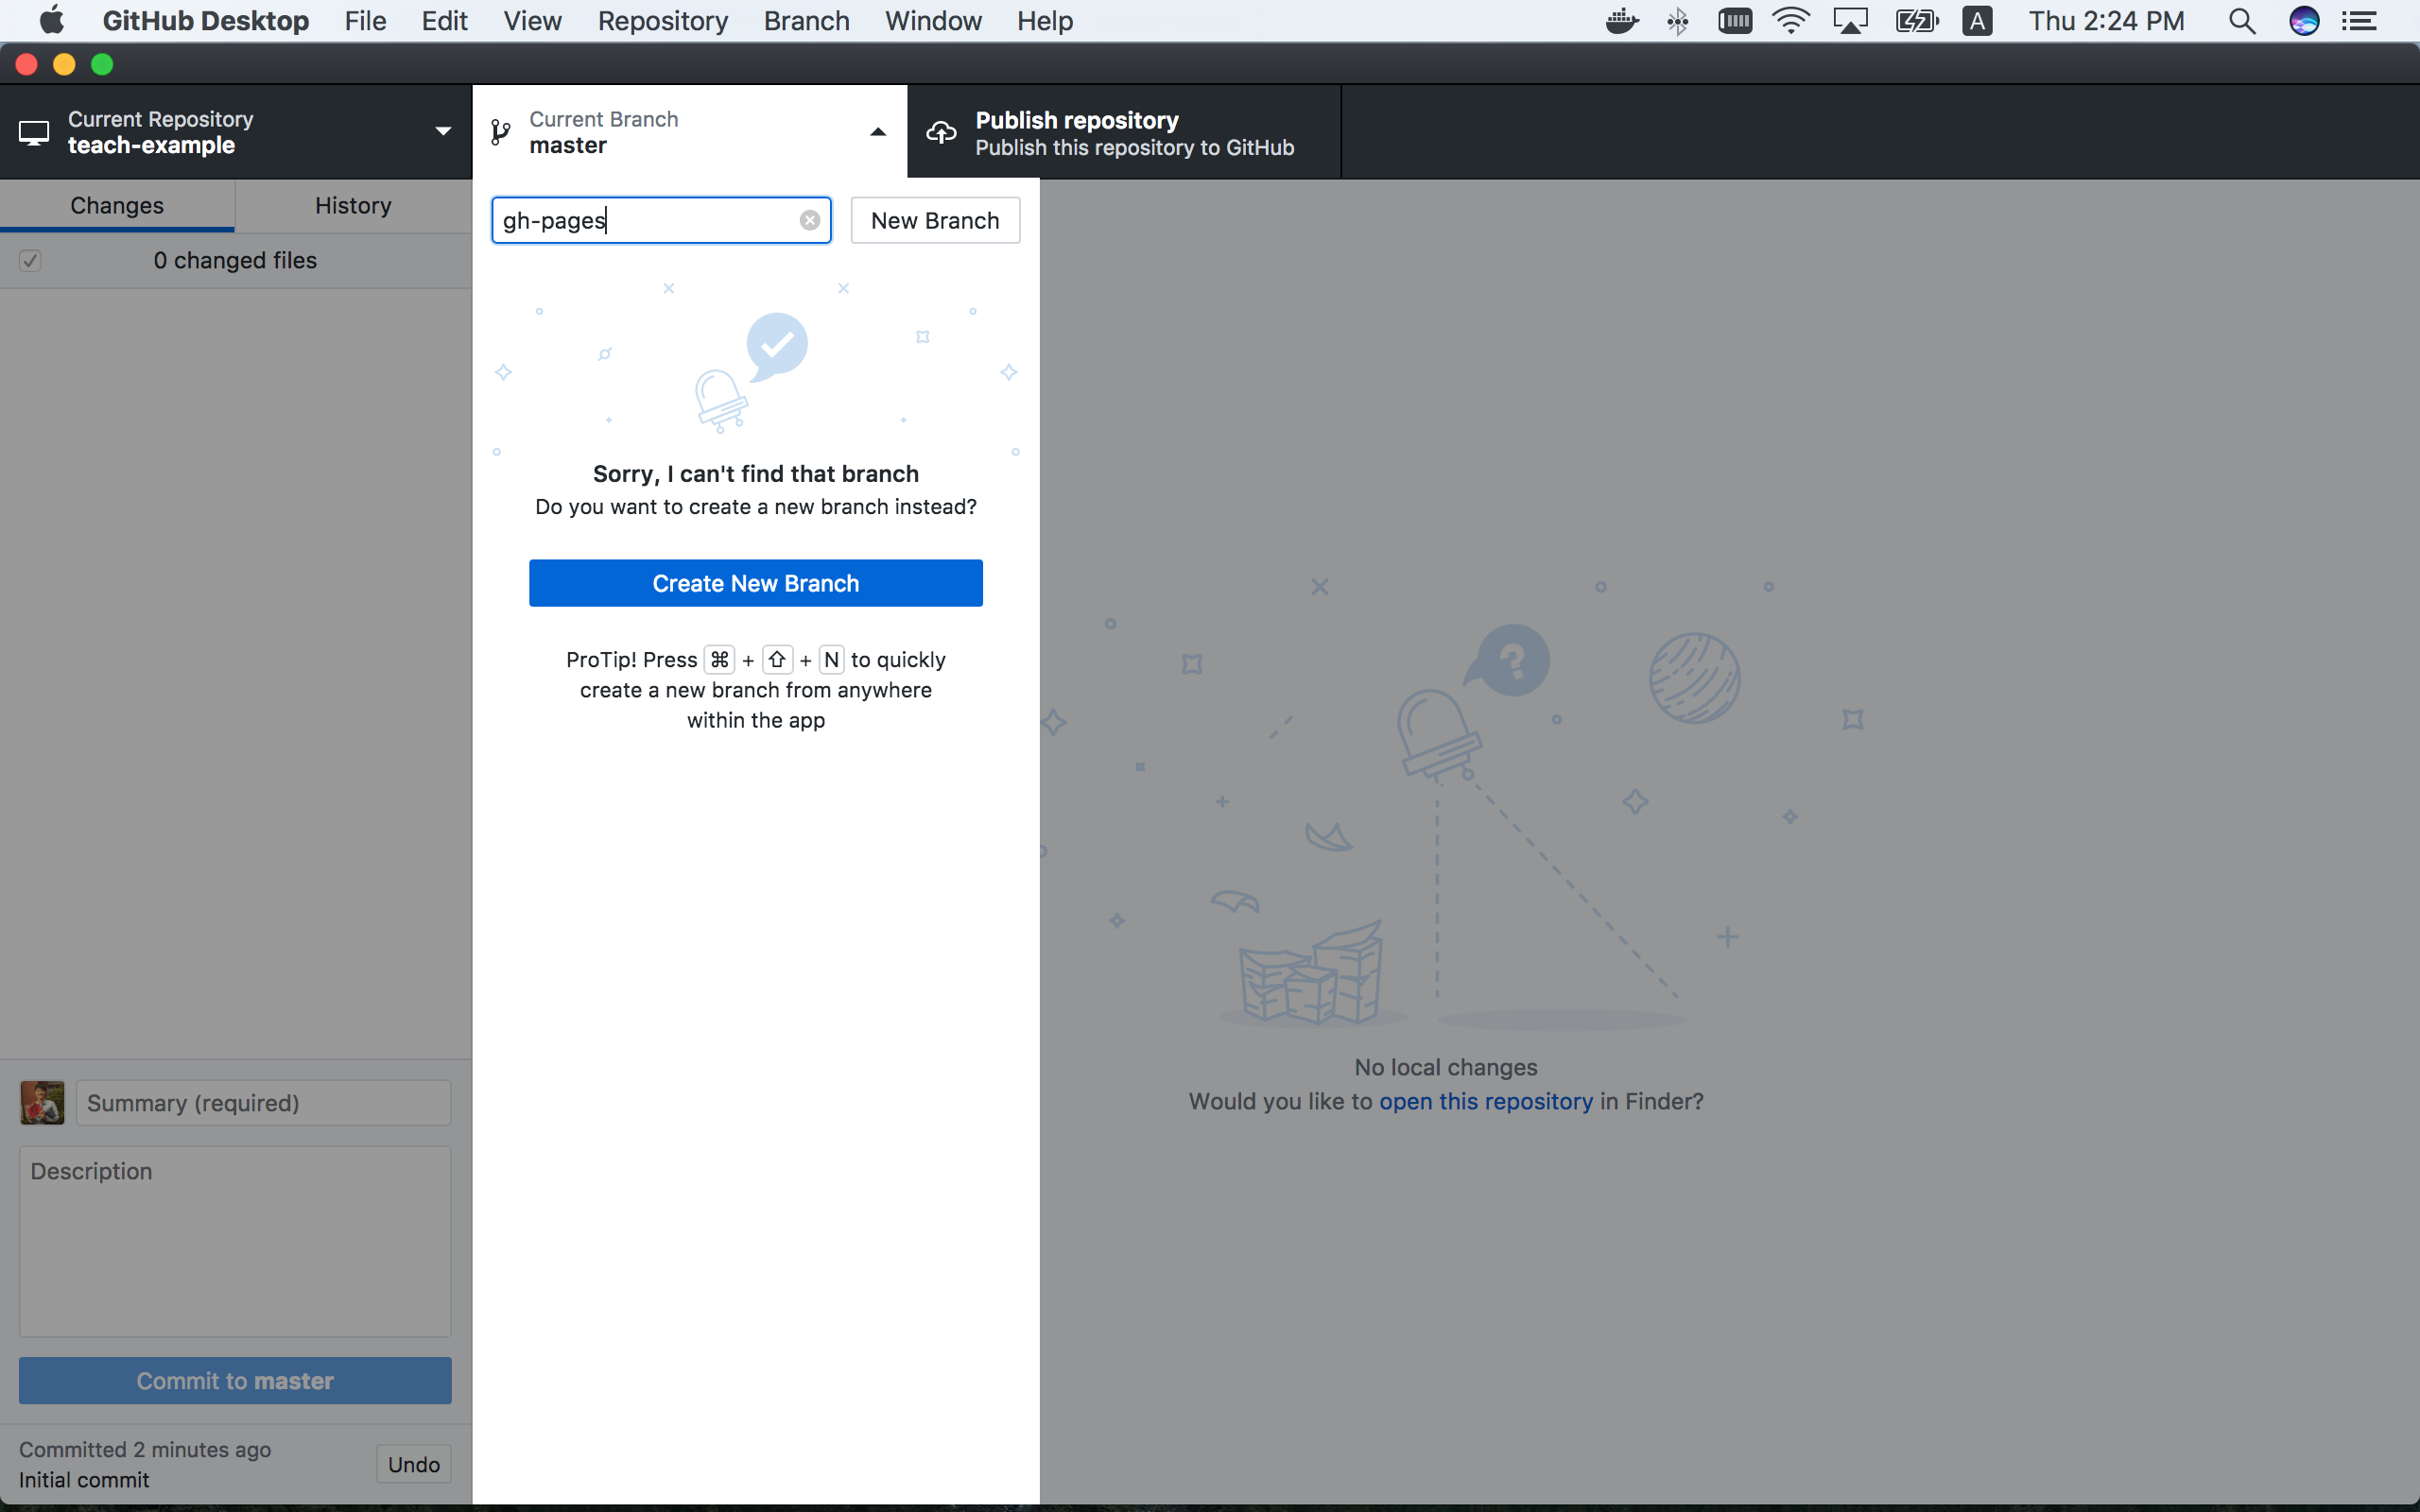 GitHub Desktop File Edit View Repository Branch Window Help A Thu 2:24 PM
Current Repository
teach-example
Current Branch
master
Publish repository
Publish this repository to GitHub
Changes History
0 changed files
gh-pages New Branch
Sorry, I can't find that branch
Do you want to create a new branch instead?
Create New Branch
ProTip! Press ⌘ + ⇧ + N to quickly
create a new branch from anywhere
within the app
?
No local changes
Would you like to open this repository in Finder?
Summary (required)
Description
Commit to master
Committed 2 minutes ago
Initial commit
Undo